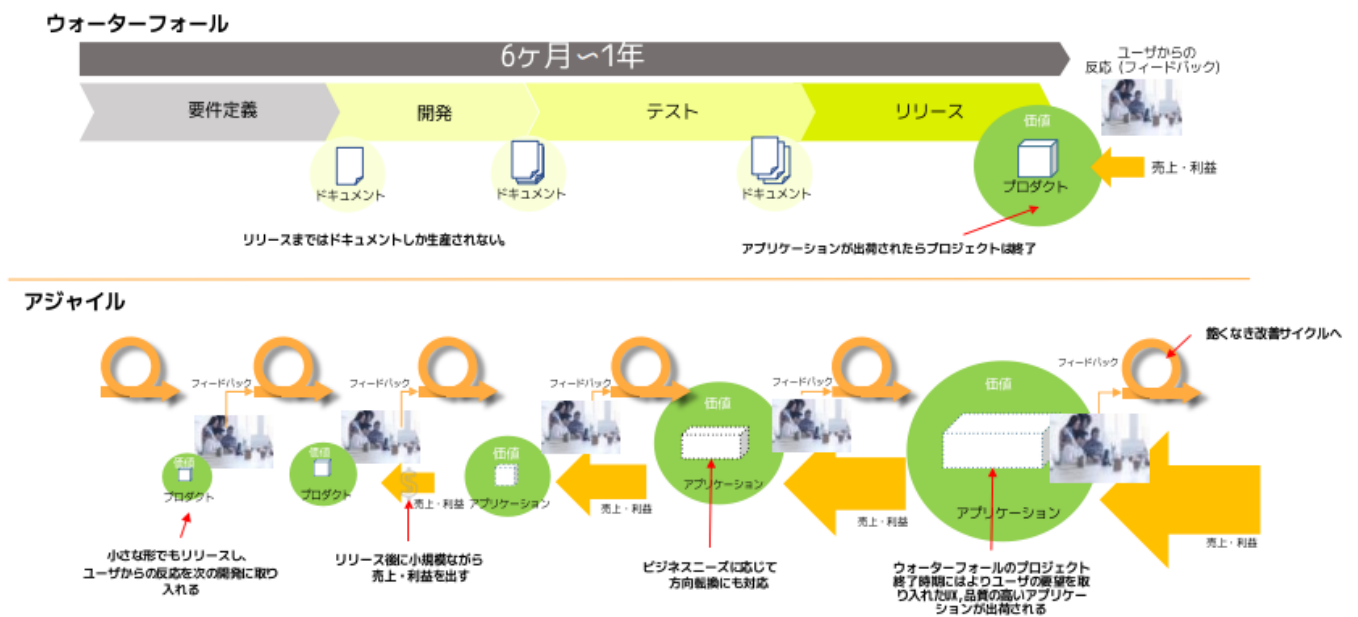 ウォーターフォール
6ヶ月〜1年
ユーザからの
反応（フィードバック）
要件定義
開発
テスト
リリース
価値
プロダクト
売上・利益
ドキュメント
ドキュメント
ドキュメント
リリースまではドキュメントしか生産されない。
アプリケーションが出荷されたらプロジェクトは終了
アジャイル
飽くなき改善サイクルへ
フィードバック
フィードバック
フィードバック
フィードバック
フィードバック
価値
プロダクト
価値
プロダクト
$
売上・利益
価値
アプリケーション
売上・利益
価値
アプリケーション
売上・利益
価値
アプリケーション
売上・利益
小さな形でもリリースし、
ユーザからの反応を次の開発に取り
入れる
リリース後に小規模ながら
売上・利益を出す
ビジネスニーズに応じて
方向転換にも対応
ウォーターフォールのプロジェクト
終了時期にはよりユーザの要望を取
り入れたUX,品質の高いアプリケー
ションが出荷される